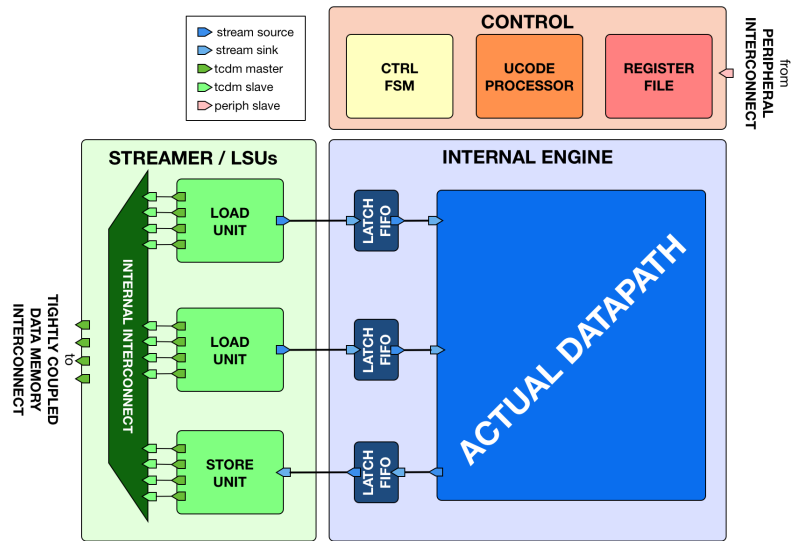 stream source
stream sink
tcdm master
tcdm slave
periph slave
CONTROL
CTRL
FSM
UCODE
PROCESSOR
REGISTER
FILE
from
PERIPHERAL
INTERCONNECT
STREAMER / LSUs
INTERNAL ENGINE
LOAD
UNIT
LATCH
FIFO
INTERNAL INTERCONNECT
TIGHTLY COUPLED
DATA MEMORY
INTERCONNECT
to
LOAD
UNIT
LATCH
FIFO
ACTUAL DATAPATH
STORE
UNIT
LATCH
FIFO